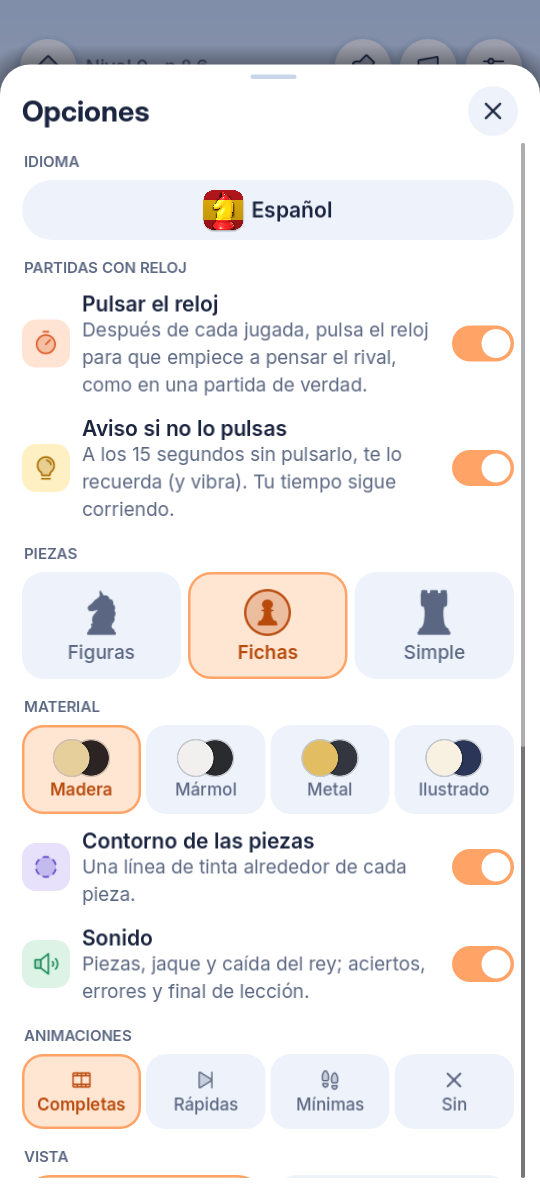 Opciones
IDIOMA
Español
PARTIDAS CON RELOJ
Pulsar el reloj
Después de cada jugada, pulsa el reloj
para que empiece a pensar el rival,
como en una partida de verdad.
Aviso si no lo pulsas
A los 15 segundos sin pulsarlo, te lo
recuerda (y vibra). Tu tiempo sigue
corriendo.
PIEZAS
Figuras
Fichas
Simple
MATERIAL
Madera
Mármol
Metal
Ilustrado
Contorno de las piezas
Una línea de tinta alrededor de cada
pieza.
Sonido
Piezas, jaque y caída del rey; aciertos,
errores y final de lección.
ANIMACIONES
Completas
Rápidas
Mínimas
Sin
VISTA